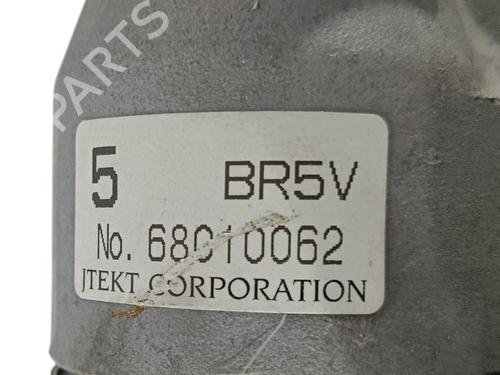 B-PARTS
5 BR5V
No. 68010062
JTEKT CORPORATION